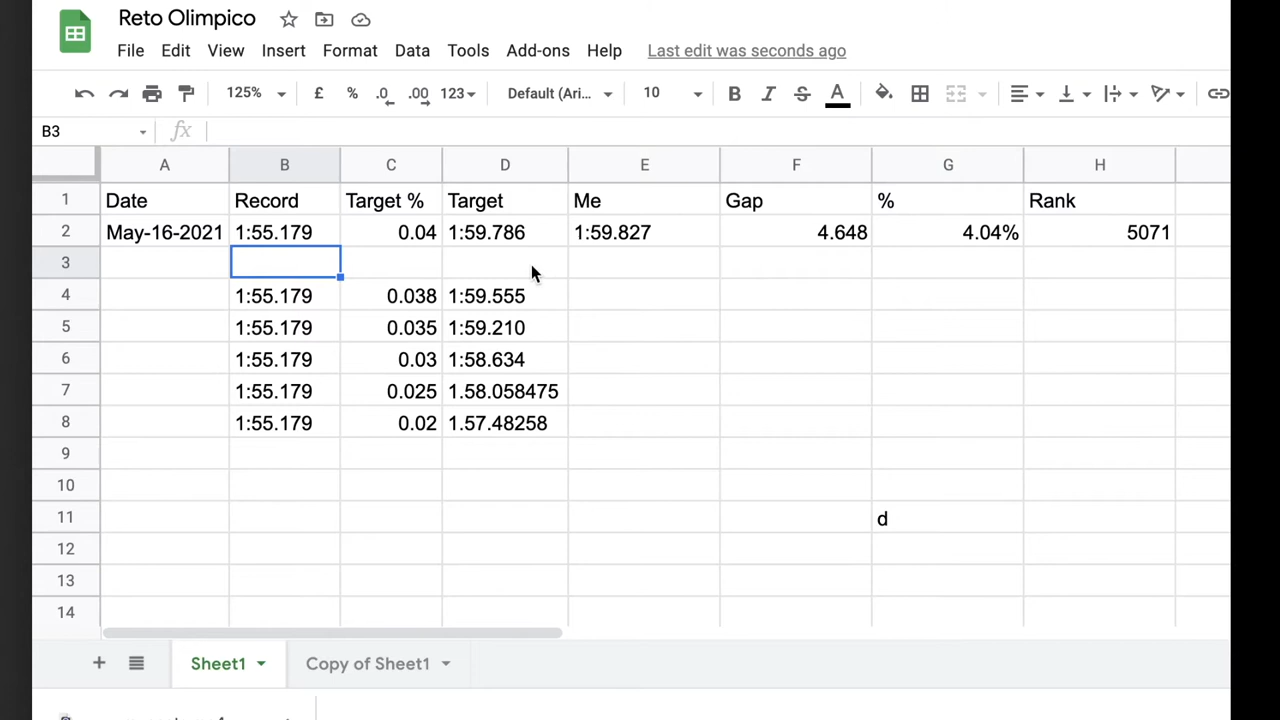 Reto Olimpico
File Edit View Insert Format Data Tools Add-ons Help Last edit was seconds ago
125% £ % .0 .00 123 Default (Ari... 10 B I S A
B3 fx
A B C D E F G H
1 Date Record Target % Target Me Gap % Rank
2 May-16-2021 1:55.179 0.04 1:59.786 1:59.827 4.648 4.04% 5071
3
4 1:55.179 0.038 1:59.555
5 1:55.179 0.035 1:59.210
6 1:55.179 0.03 1:58.634
7 1:55.179 0.025 1.58.058475
8 1:55.179 0.02 1.57.48258
9
10
11 d
12
13
14
+ Sheet1 Copy of Sheet1